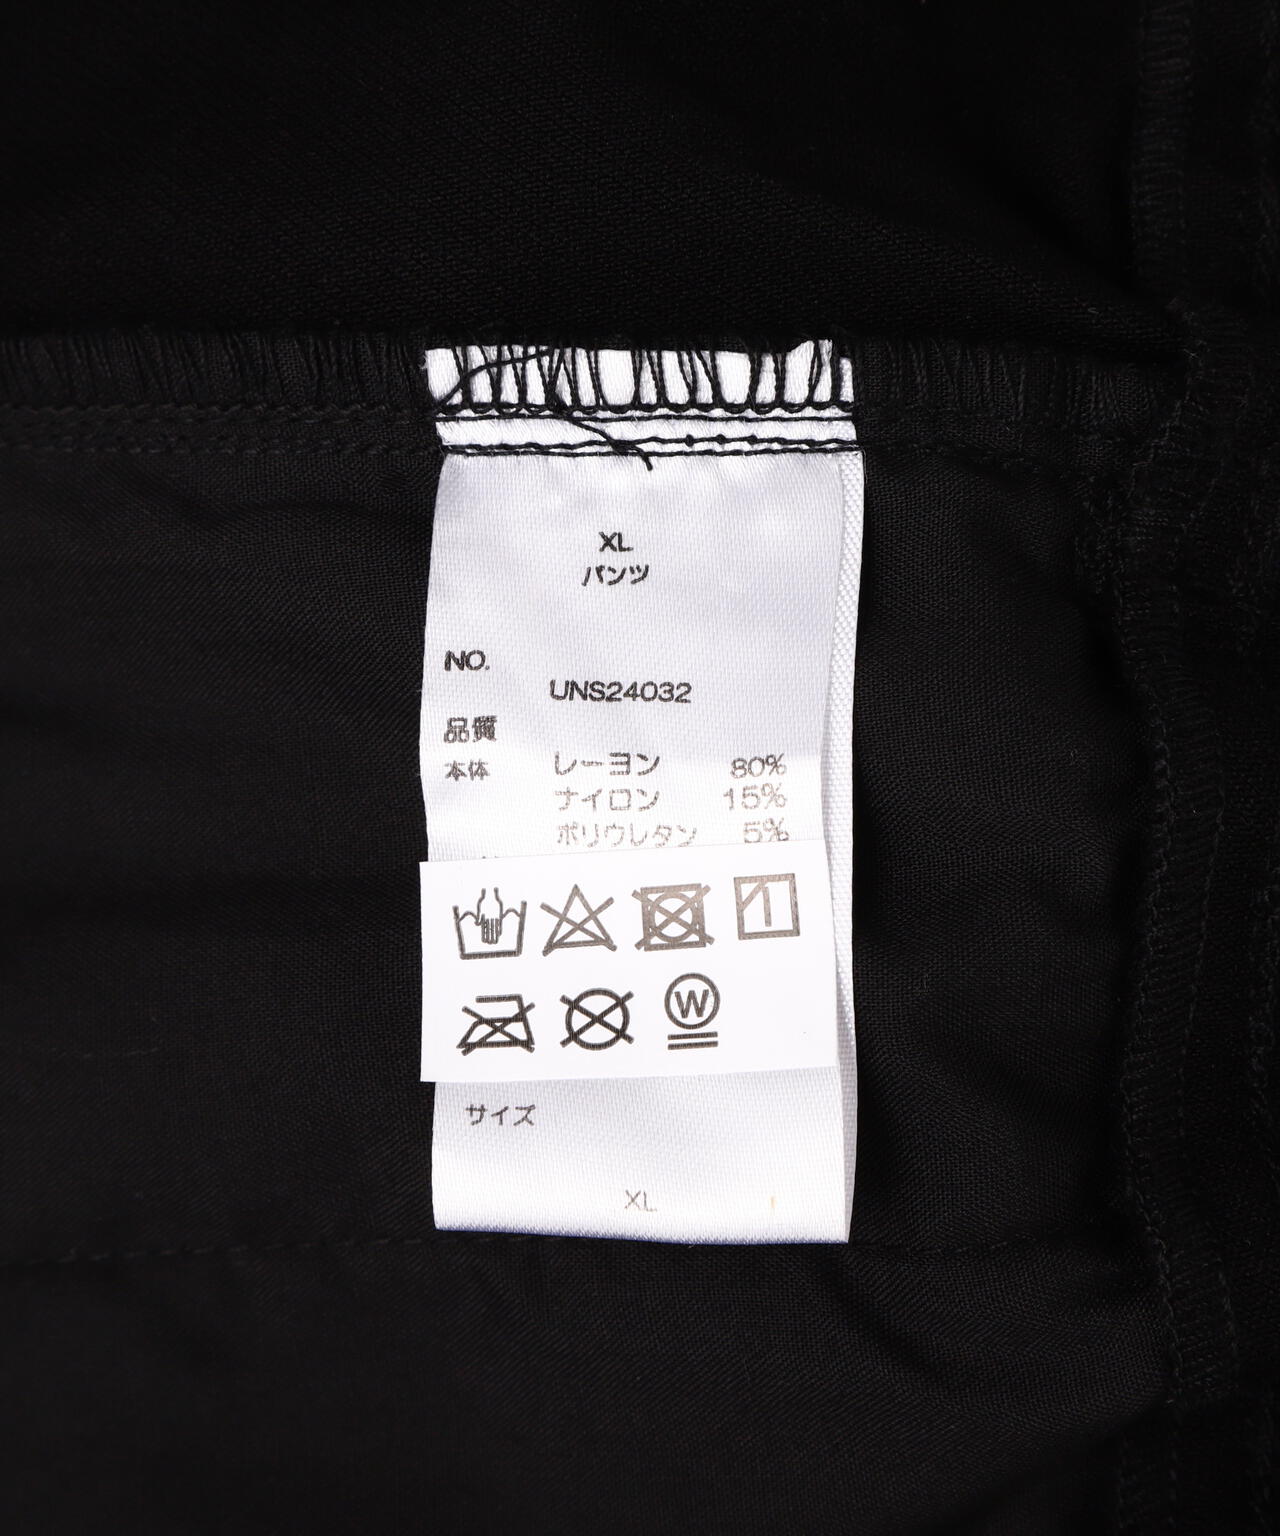 XL
パンツ
NO.
UNS24032
品質
本体 レーヨン 80%
ナイロン 15%
ポリウレタン 5%
W
サイズ
XL